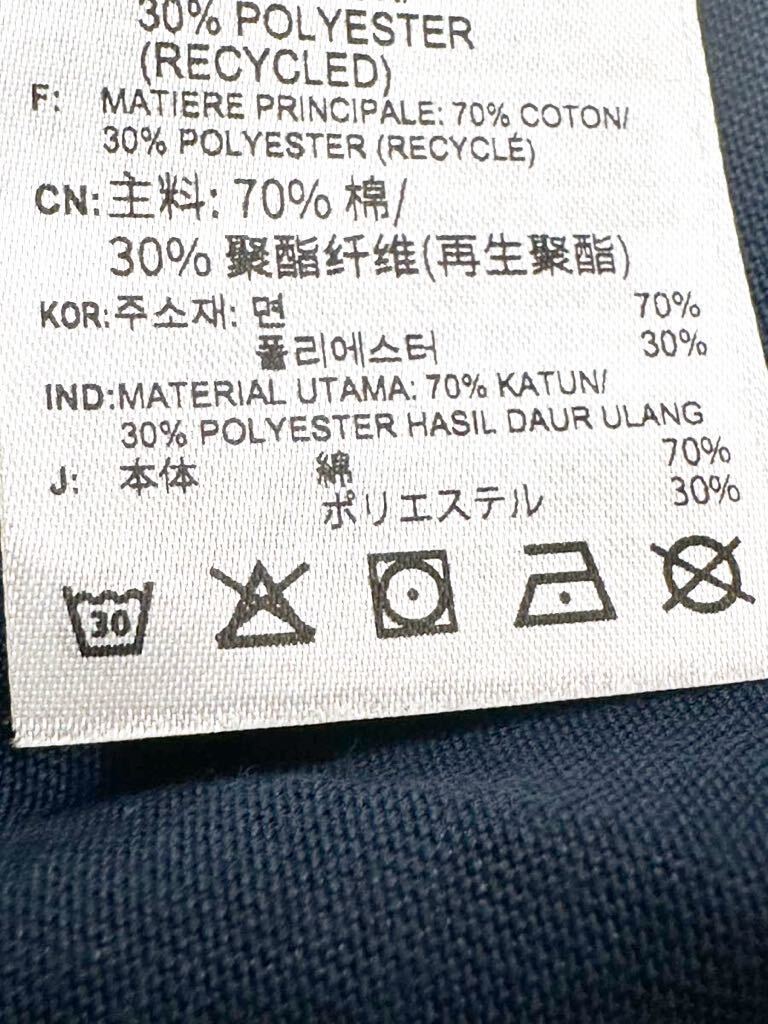 30% POLYESTER
(RECYCLED)
F: MATIERE PRINCIPALE: 70% COTON/
30% POLYESTER (RECYCLÉ)
CN: 主料: 70% 棉/
30% 聚酯纤维(再生聚酯)
KOR: 주소재: 면 70%
폴리에스터 30%
IND: MATERIAL UTAMA: 70% KATUN/
30% POLYESTER HASIL DAUR ULANG
J: 本体 綿 70%
ポリエステル 30%
30